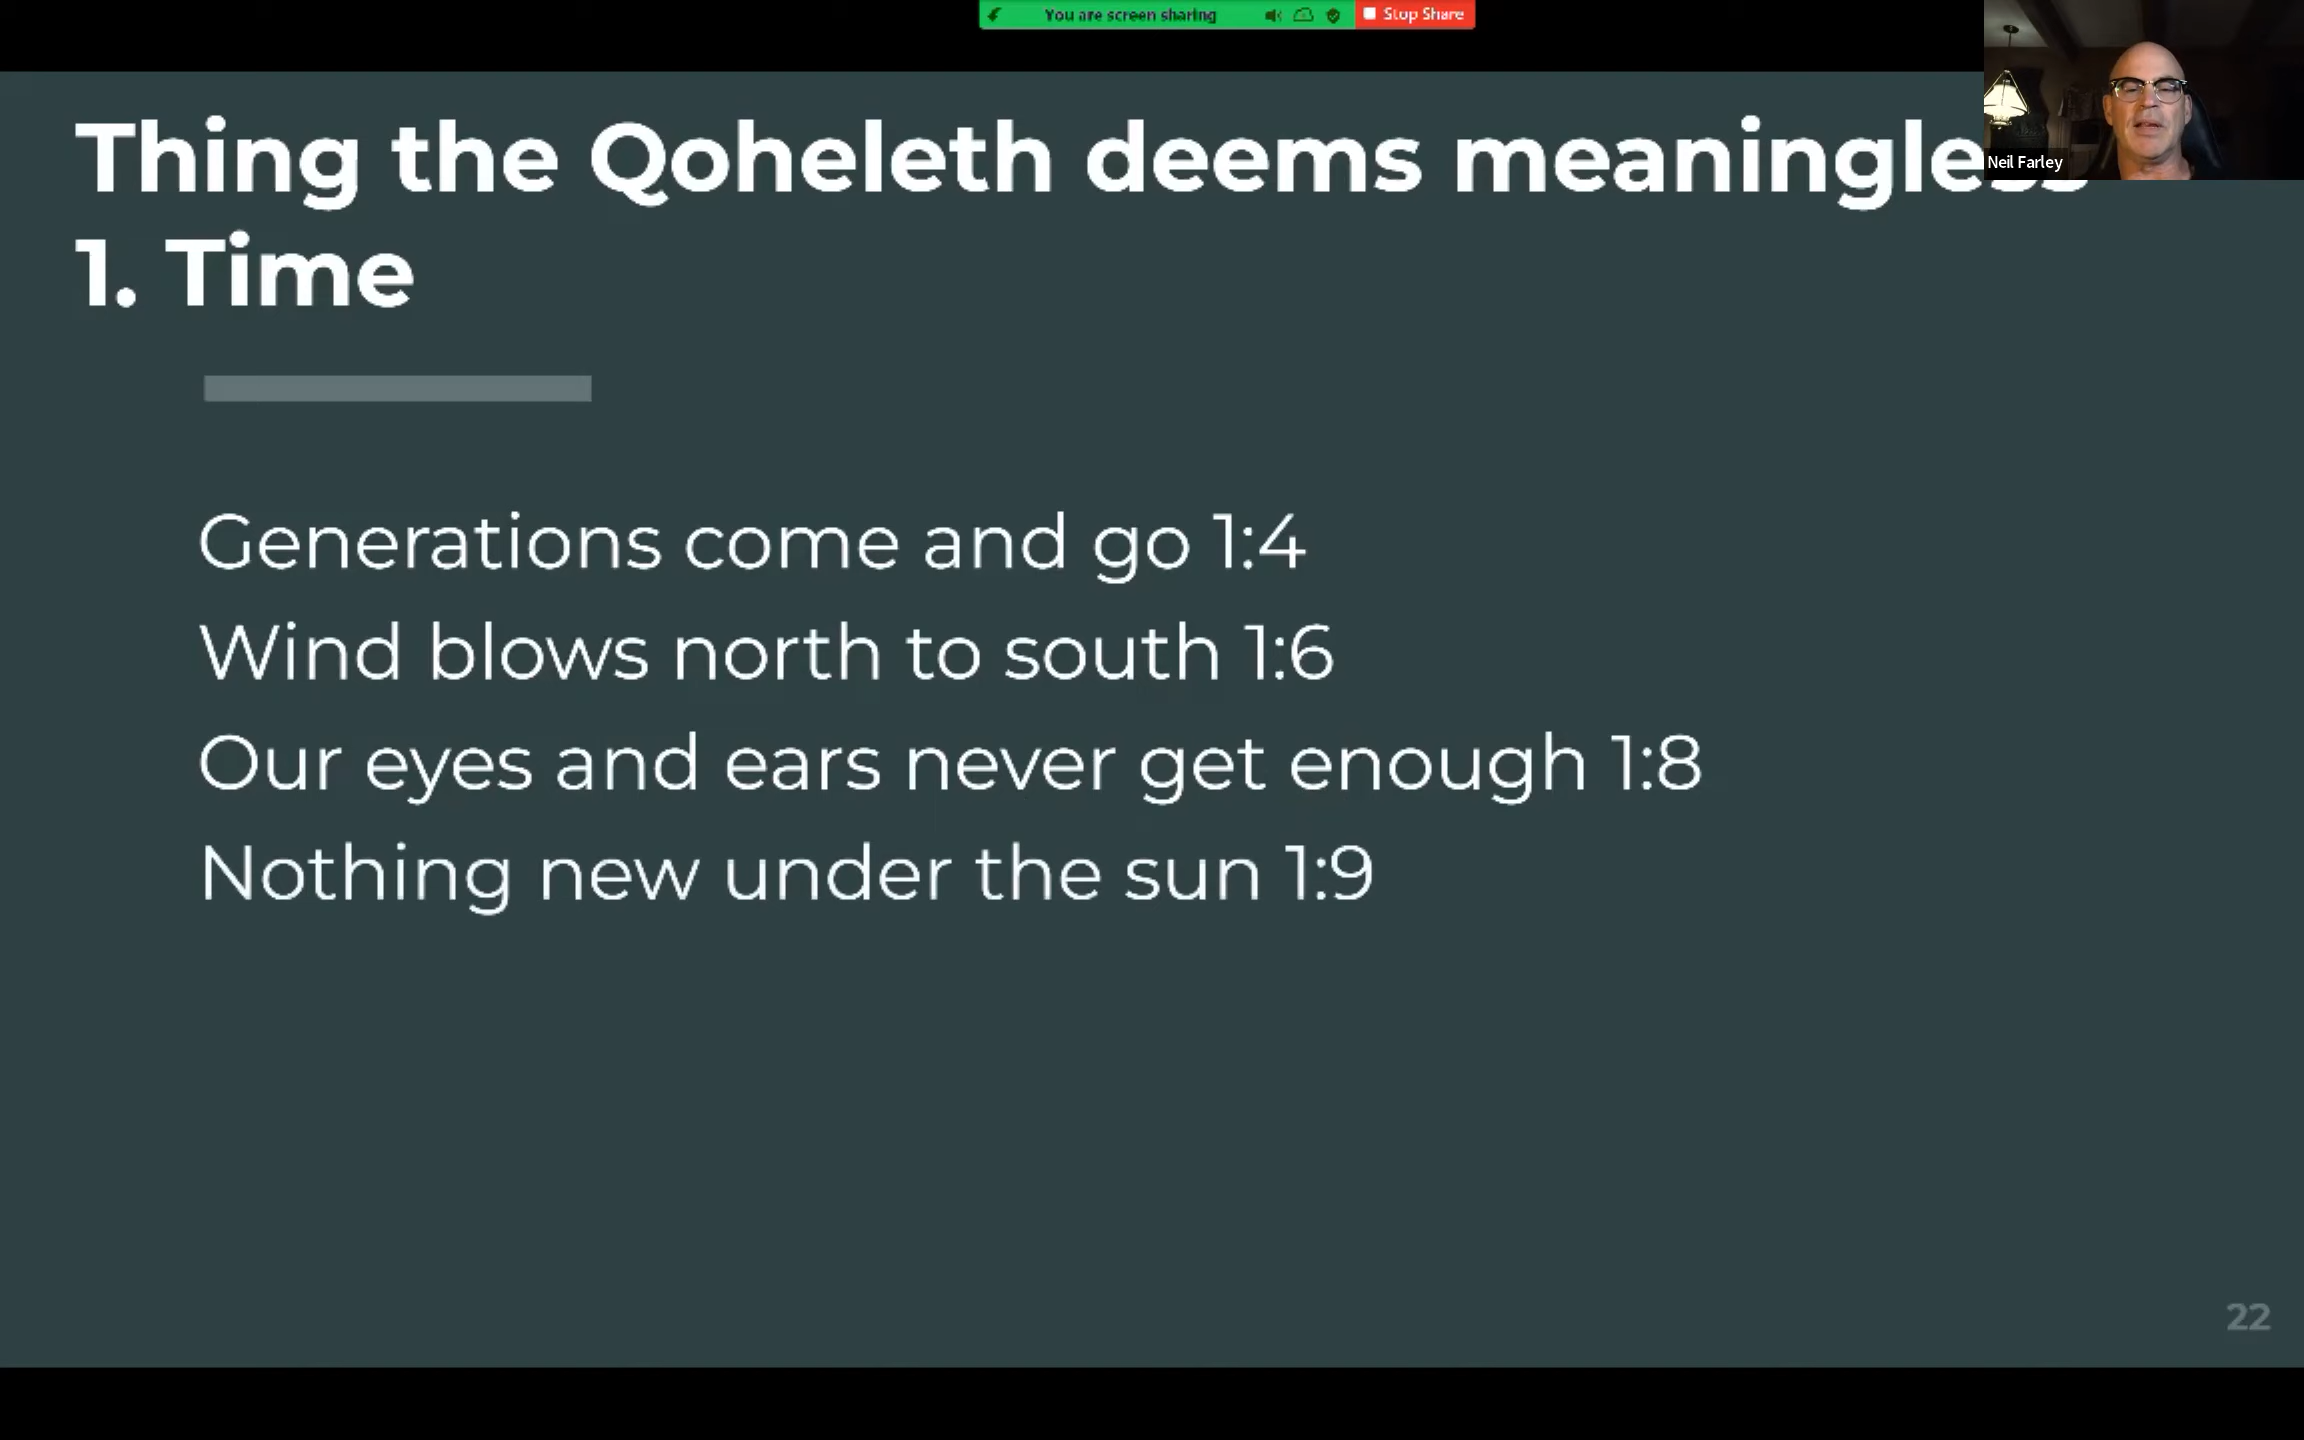 You are screen sharing
Stop Share
Neil Farley
Thing the Qoheleth deems meaningless
1. Time
Generations come and go 1:4
Wind blows north to south 1:6
Our eyes and ears never get enough 1:8
Nothing new under the sun 1:9
22